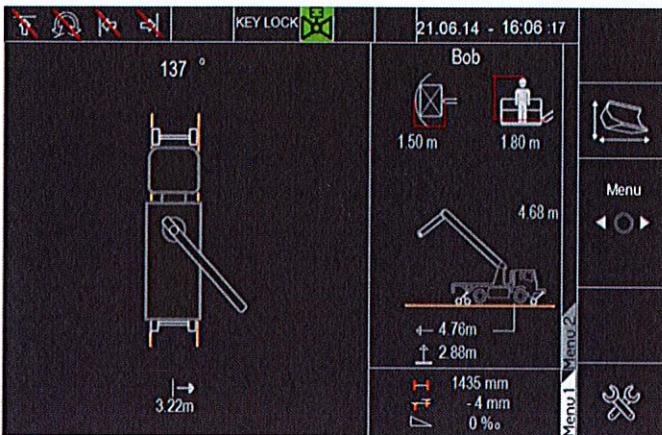 KEY LOCK
21.06.14 - 16:06 :17
137 °
Bob
1.50 m
1.80 m
Menu
4.68 m
4.76m
2.88m
3.22m
1435 mm
- 4 mm
0 ‰
Menu 2
Menu 1